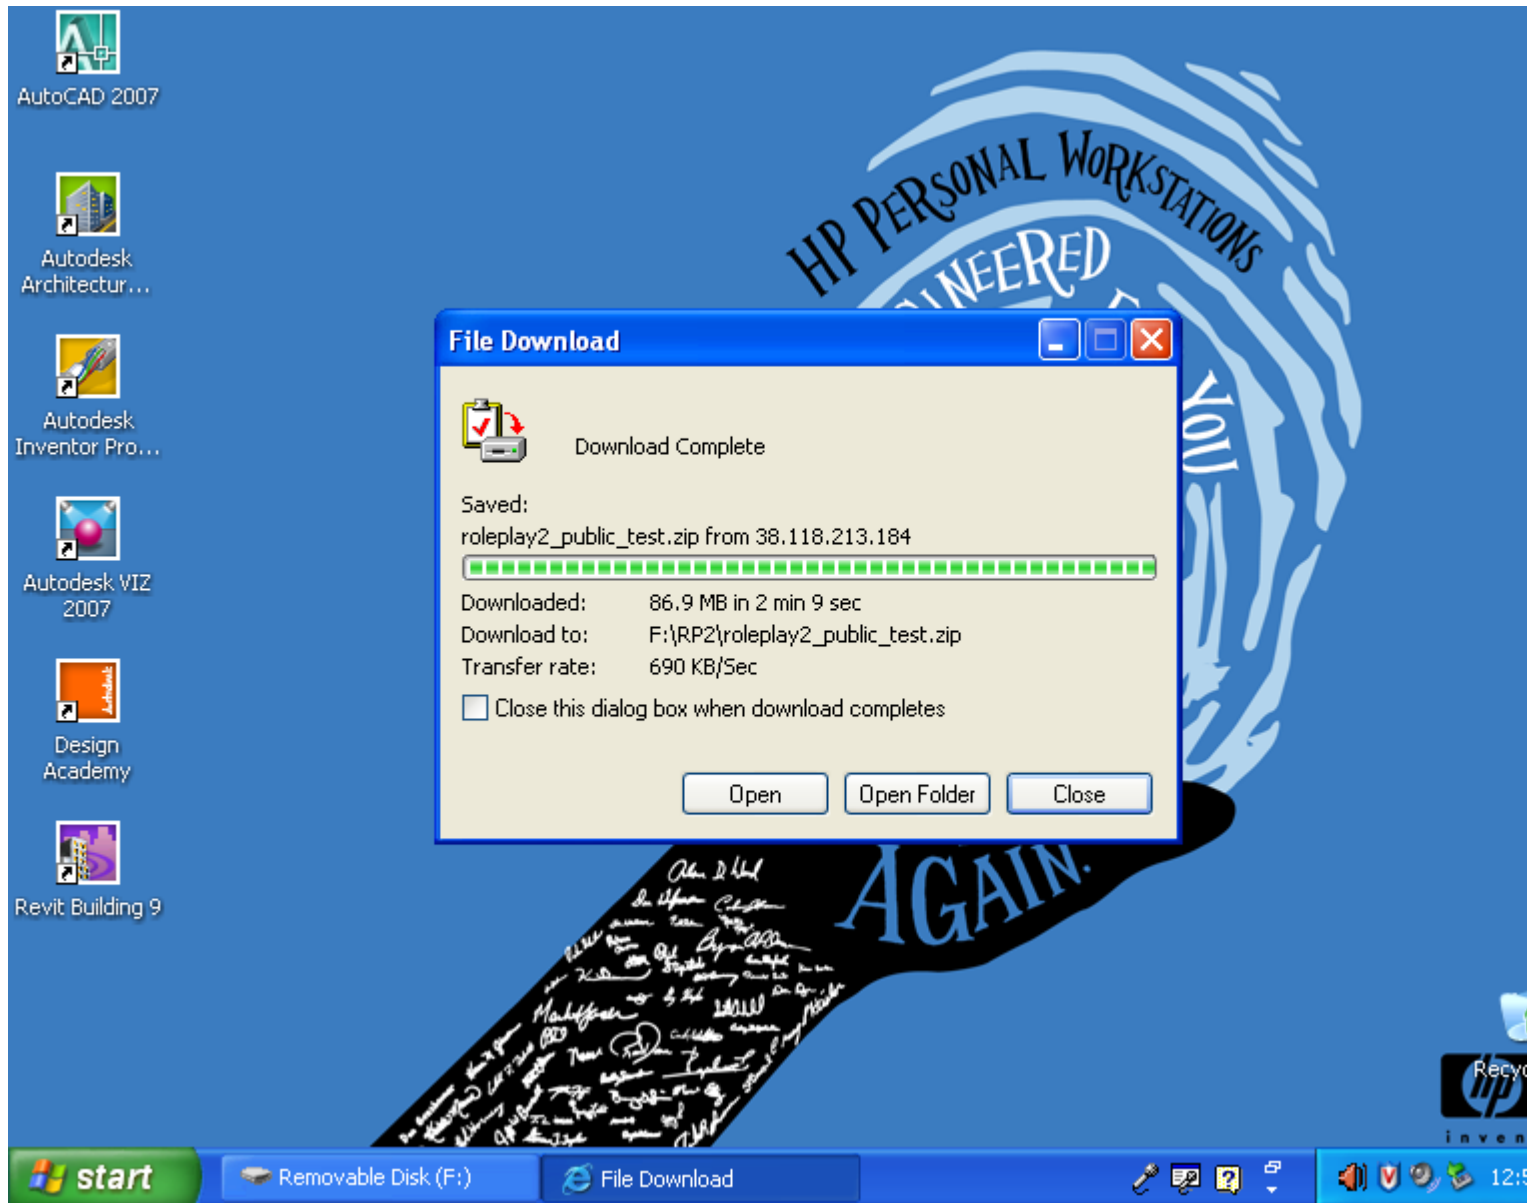 AutoCAD 2007
Autodesk
Architectur...
Autodesk
Inventor Pro...
Autodesk VIZ
2007
Design
Academy
Revit Building 9
HP PERSONAL WORKSTATIONS
YOU
AGAIN.
File Download
Download Complete
Saved:
roleplay2_public_test.zip from 38.118.213.184
Downloaded: 86.9 MB in 2 min 9 sec
Download to: F:\RP2\roleplay2_public_test.zip
Transfer rate: 690 KB/Sec
Close this dialog box when download completes
Open Open Folder Close
hp
start
Removable Disk (F:)
File Download